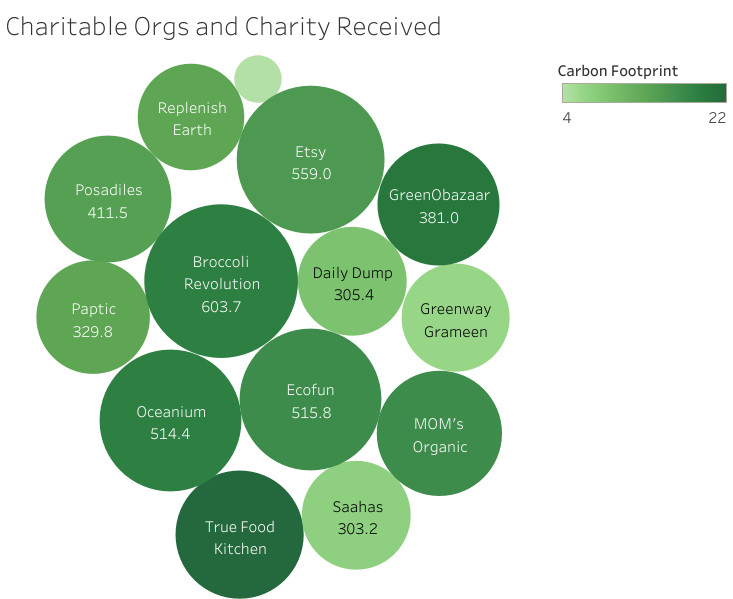 Charitable Orgs and Charity Received
Carbon Footprint
4
22
Replenish
Earth
Etsy
559.0
Posadiles
411.5
GreenObazaar
381.0
Broccoli
Revolution
603.7
Daily Dump
305.4
Paptic
329.8
Greenway
Grameen
Ecofun
515.8
Oceanium
514.4
MOM's
Organic
Saahas
303.2
True Food
Kitchen